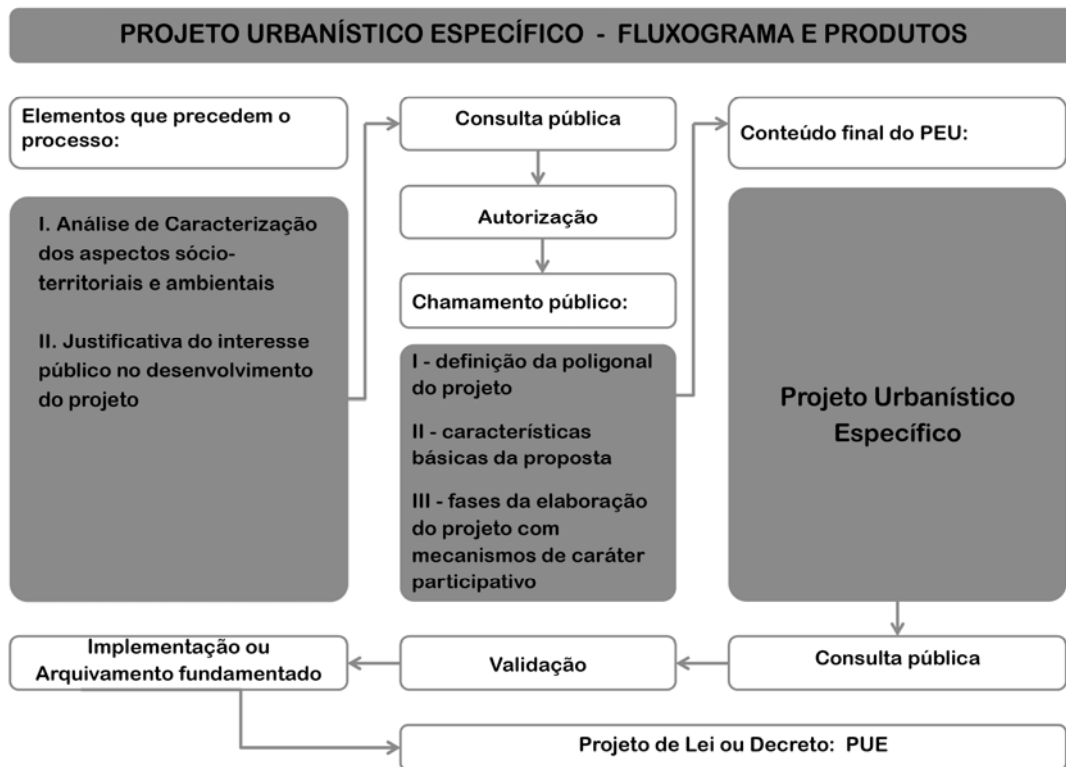 PROJETO URBANÍSTICO ESPECÍFICO - FLUXOGRAMA E PRODUTOS
Elementos que precedem o
processo:
I. Análise de Caracterização
dos aspectos sócio-
territoriais e ambientais
II. Justificativa do interesse
público no desenvolvimento
do projeto
Consulta pública
Autorização
Chamamento público:
I - definição da poligonal
do projeto
II - características
básicas da proposta
III - fases da elaboração
do projeto com
mecanismos de caráter
participativo
Conteúdo final do PEU:
Projeto Urbanístico
Específico
Consulta pública
Validação
Implementação ou
Arquivamento fundamentado
Projeto de Lei ou Decreto: PUE